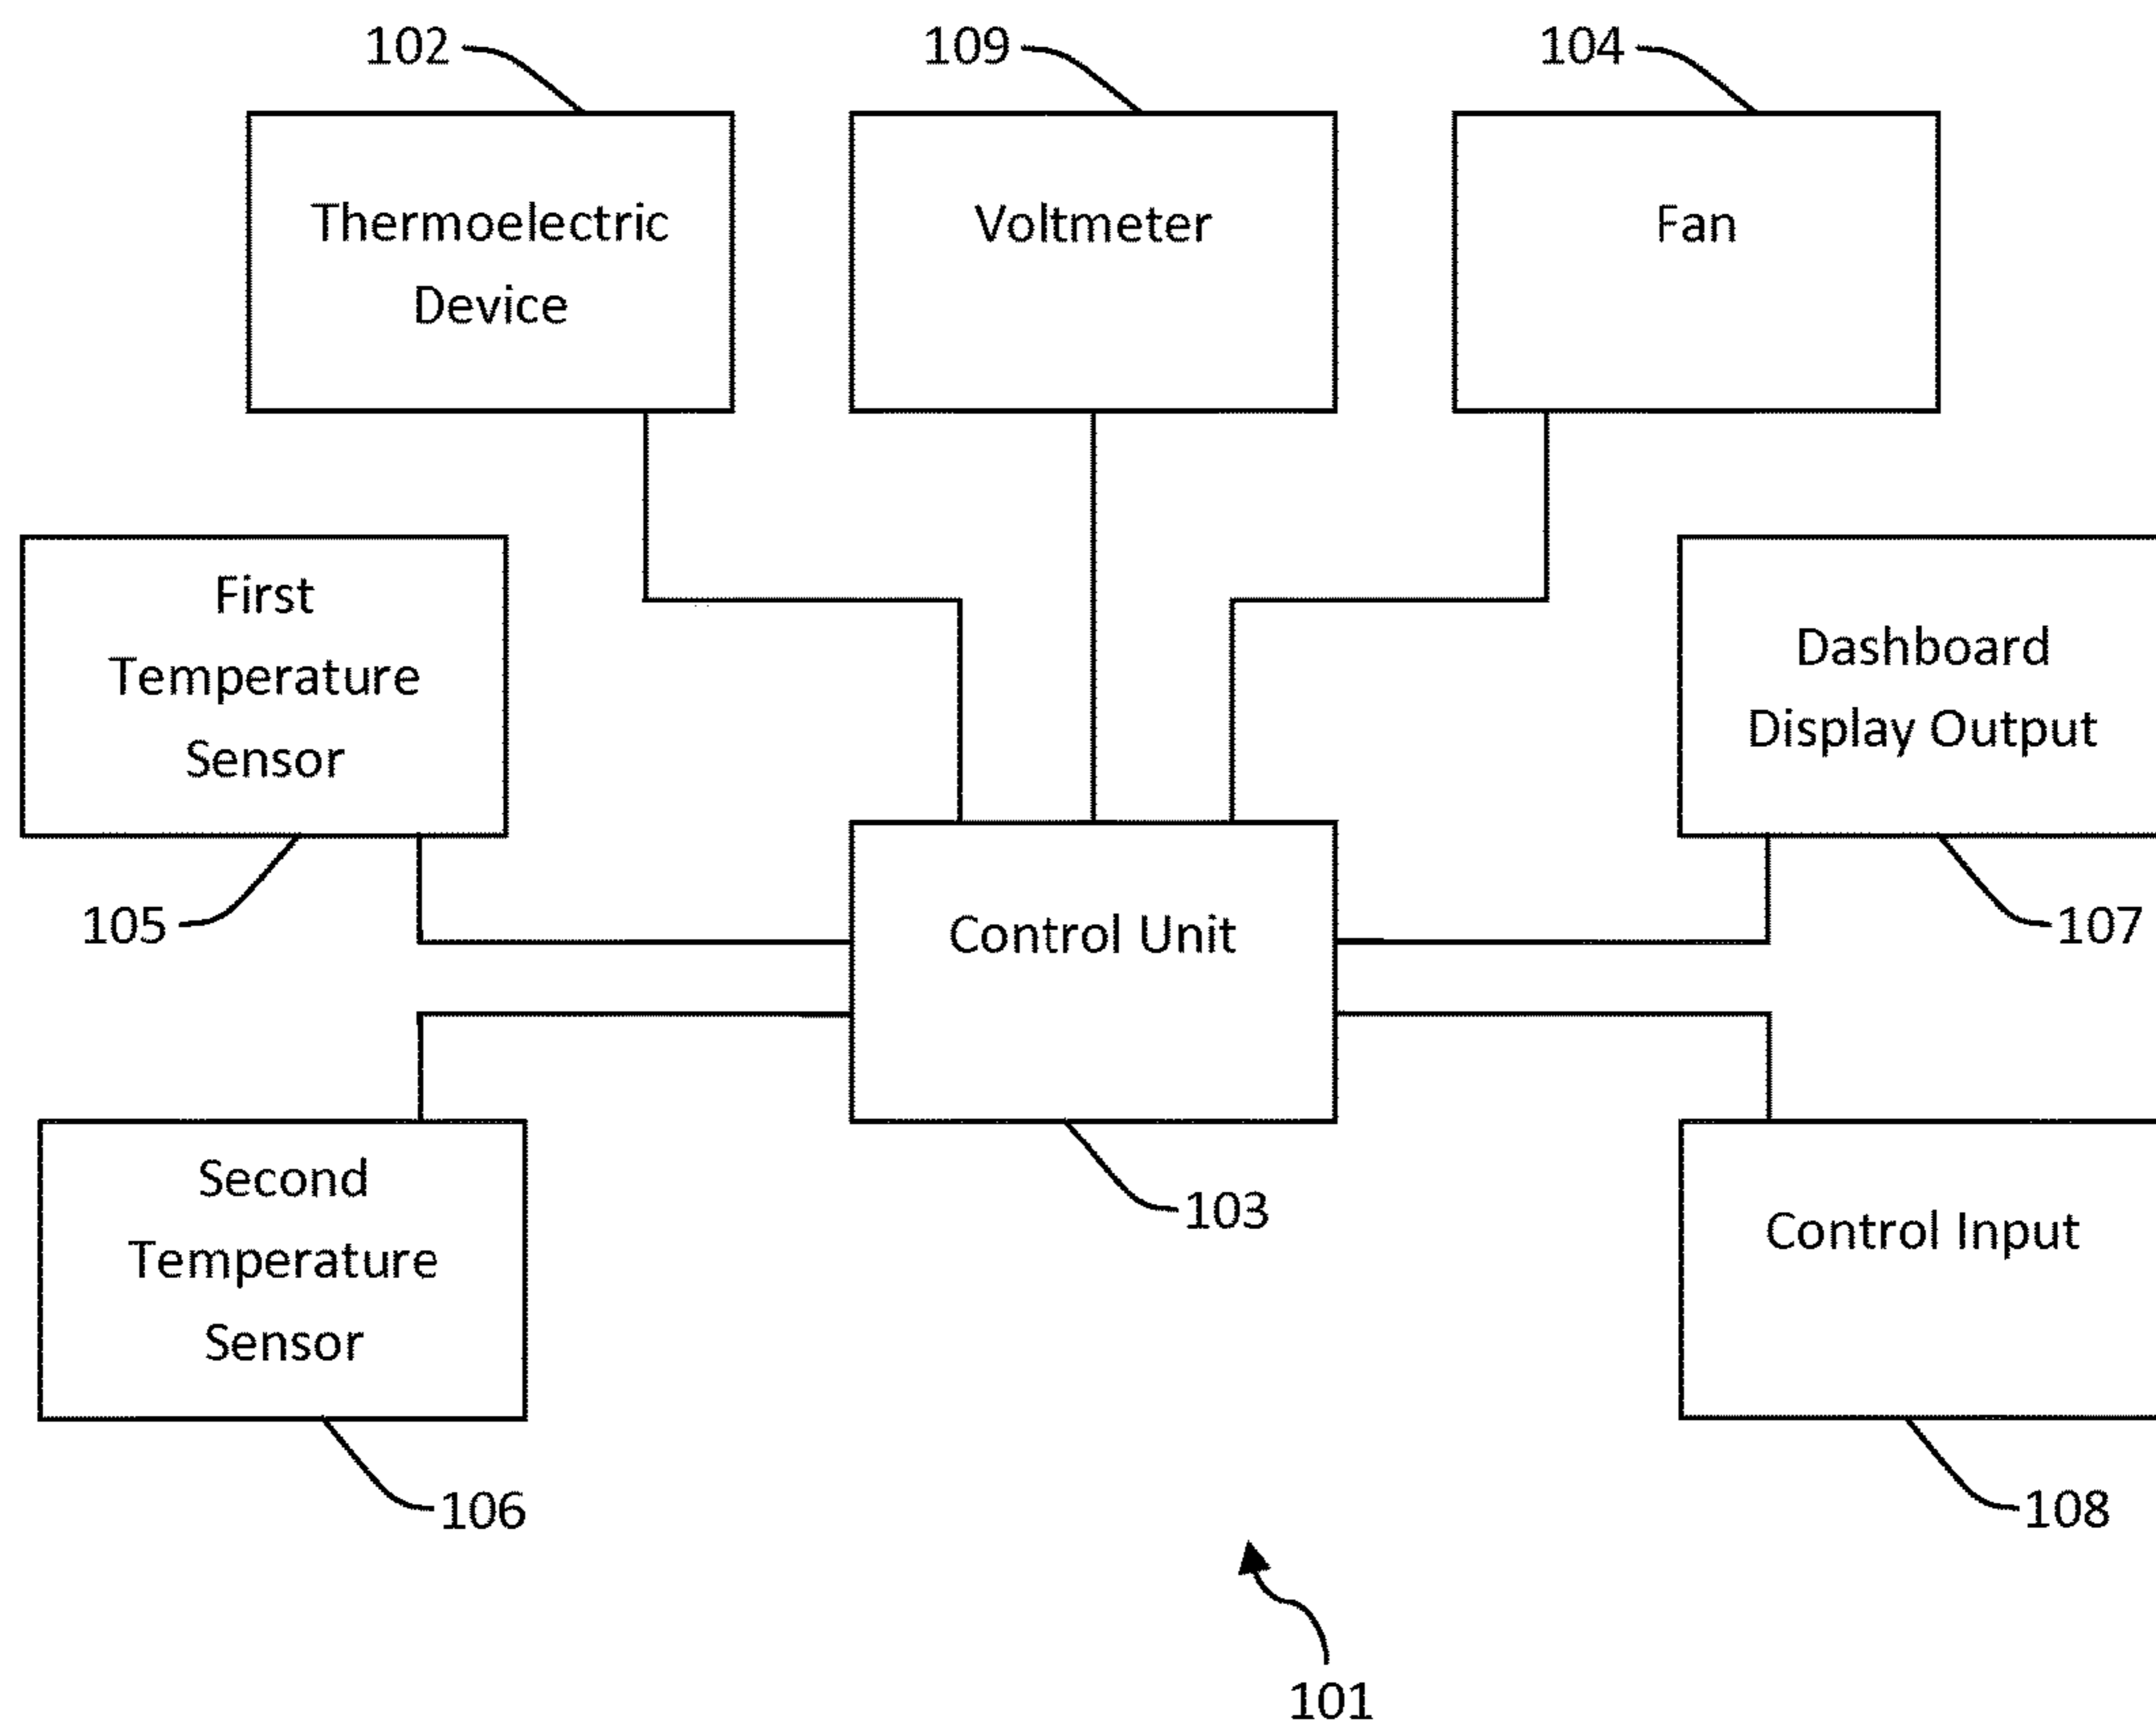 102
109
104
Thermoelectric
Device
Voltmeter
Fan
First
Temperature
Sensor
Dashboard
Display Output
105
Control Unit
107
Second
Temperature
Sensor
103
Control Input
106
108
101